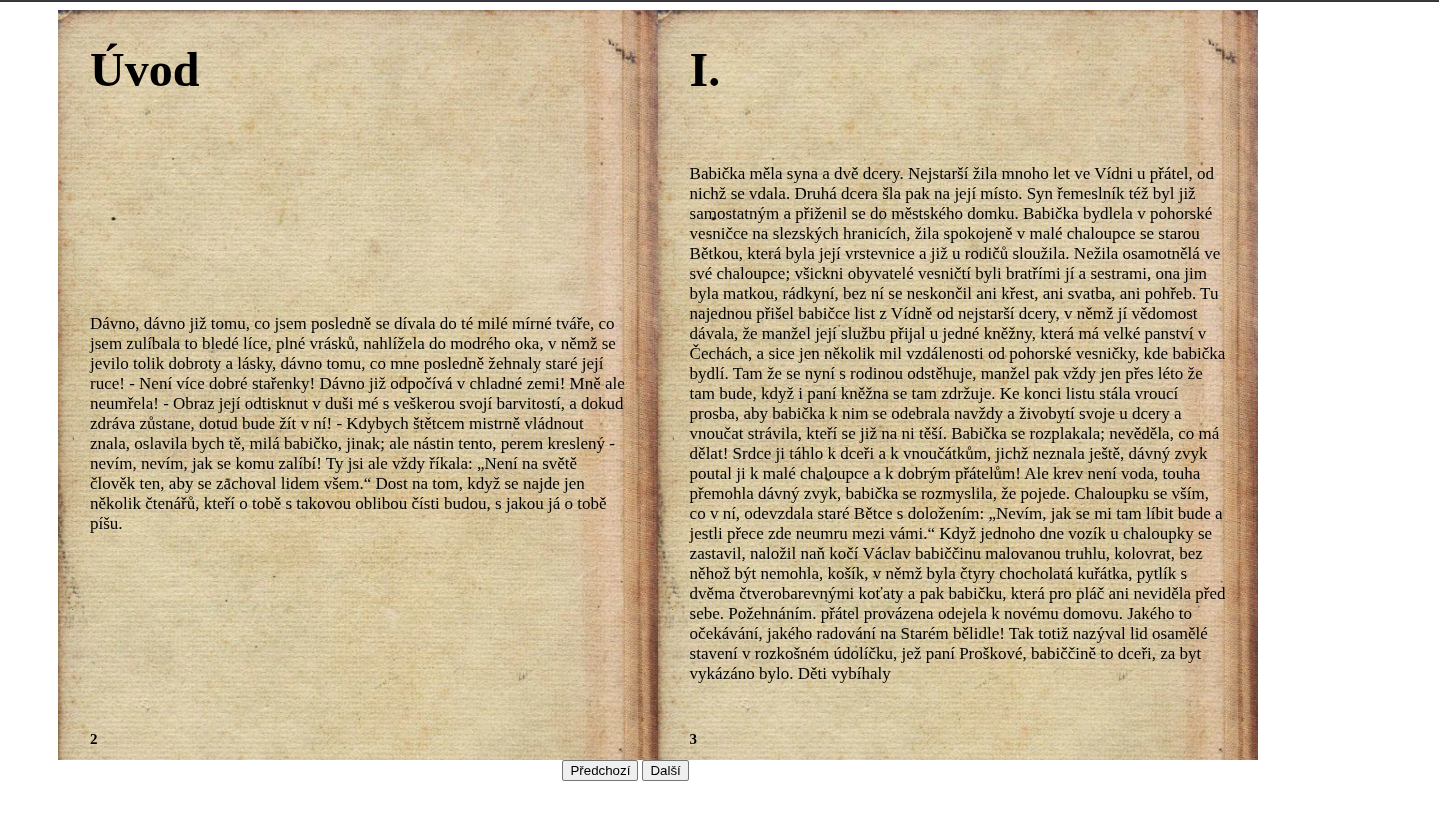 Úvod
Dávno, dávno již tomu, co jsem posledně se dívala do té milé mírné tváře, co
jsem zulíbala to bledé líce, plné vrásků, nahlížela do modrého oka, v němž se
jevilo tolik dobroty a lásky, dávno tomu, co mne posledně žehnaly staré její
ruce! - Není více dobré stařenky! Dávno již odpočívá v chladné zemi! Mně ale
neumřela! - Obraz její odtisknut v duši mé s veškerou svojí barvitostí, a dokud
zdráva zůstane, dotud bude žít v ní! - Kdybych štětcem mistrně vládnout
znala, oslavila bych tě, milá babičko, jinak; ale nástin tento, perem kreslený -
nevím, nevím, jak se komu zalíbí! Ty jsi ale vždy říkala: „Není na světě
člověk ten, aby se zachoval lidem všem.“ Dost na tom, když se najde jen
několik čtenářů, kteří o tobě s takovou oblibou čísti budou, s jakou já o tobě
píšu.
2
I.
Babička měla syna a dvě dcery. Nejstarší žila mnoho let ve Vídni u přátel, od
nichž se vdala. Druhá dcera šla pak na její místo. Syn řemeslník též byl již
samostatným a přiženil se do městského domku. Babička bydlela v pohorské
vesničce na slezských hranicích, žila spokojeně v malé chaloupce se starou
Bětkou, která byla její vrstevnice a již u rodičů sloužila. Nežila osamotnělá ve
své chaloupce; všickni obyvatelé vesničtí byli bratřími jí a sestrami, ona jim
byla matkou, rádkyní, bez ní se neskončil ani křest, ani svatba, ani pohřeb. Tu
najednou přišel babičce list z Vídně od nejstarší dcery, v němž jí vědomost
dávala, že manžel její službu přijal u jedné kněžny, která má velké panství v
Čechách, a sice jen několik mil vzdálenosti od pohorské vesničky, kde babička
bydlí. Tam že se nyní s rodinou odstěhuje, manžel pak vždy jen přes léto že
tam bude, když i paní kněžna se tam zdržuje. Ke konci listu stála vroucí
prosba, aby babička k nim se odebrala navždy a živobytí svoje u dcery a
vnoučat strávila, kteří se již na ni těší. Babička se rozplakala; nevěděla, co má
dělat! Srdce ji táhlo k dceři a k vnoučátkům, jichž neznala ještě, dávný zvyk
poutal ji k malé chaloupce a k dobrým přátelům! Ale krev není voda, touha
přemohla dávný zvyk, babička se rozmyslila, že pojede. Chaloupku se vším,
co v ní, odevzdala staré Bětce s doložením: „Nevím, jak se mi tam líbit bude a
jestli přece zde neumru mezi vámi.“ Když jednoho dne vozík u chaloupky se
zastavil, naložil naň kočí Václav babiččinu malovanou truhlu, kolovrat, bez
něhož být nemohla, košík, v němž byla čtyry chocholatá kuřátka, pytlík s
dvěma čtverobarevnými koťaty a pak babičku, která pro pláč ani neviděla před
sebe. Požehnáním. přátel provázena odejela k novému domovu. Jakého to
očekávání, jakého radování na Starém bělidle! Tak totiž nazýval lid osamělé
stavení v rozkošném údolíčku, jež paní Proškové, babiččině to dceři, za byt
vykázáno bylo. Děti vybíhaly
3
Předchozí Další